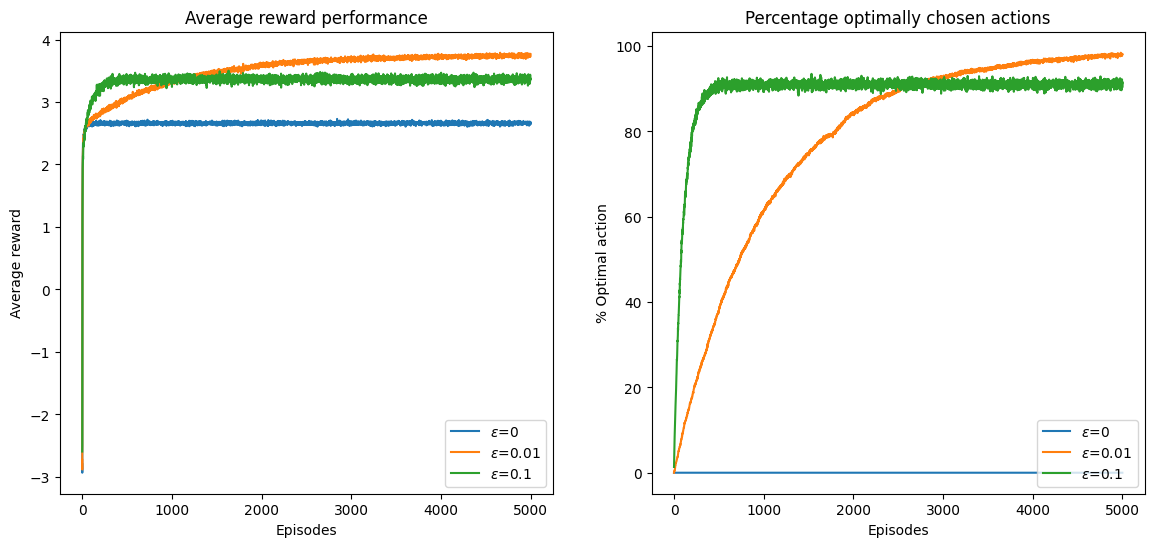 Average reward performance
Average reward
4
3
2
1
0
−1
−2
−3
0
1000
2000
3000
4000
5000
Episodes
ε=0
ε=0.01
ε=0.1
Percentage optimally chosen actions
% Optimal action
100
80
60
40
20
0
0
1000
2000
3000
4000
5000
Episodes
ε=0
ε=0.01
ε=0.1